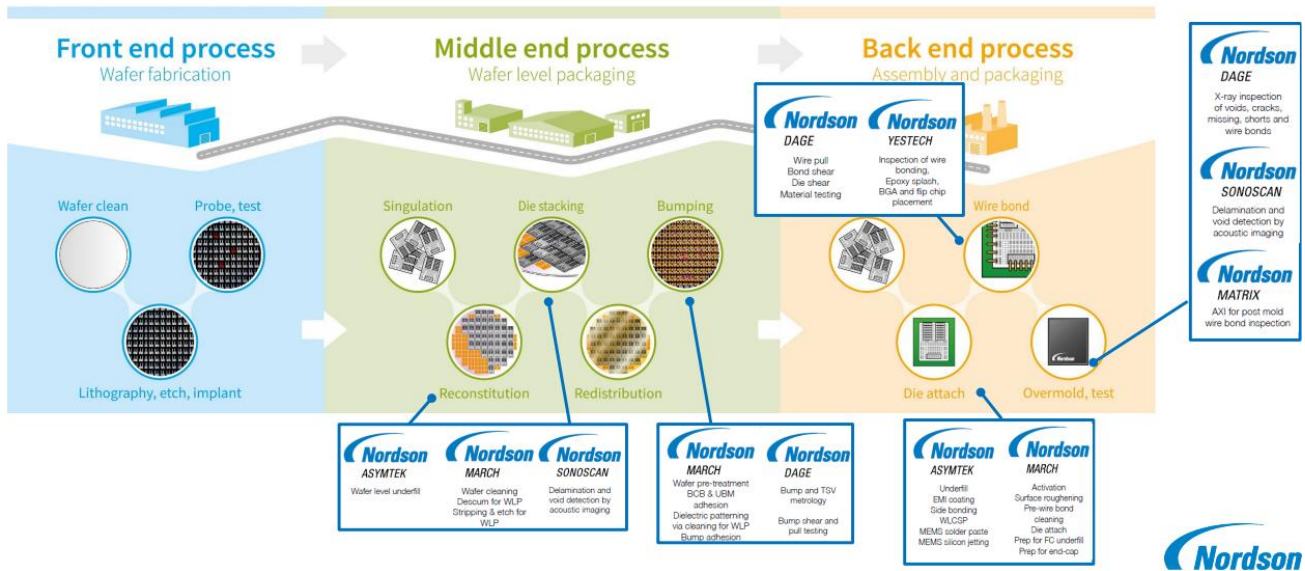 Front end process
Wafer fabrication
Middle end process
Wafer level packaging
Back end process
Assembly and packaging
Wafer clean
Probe, test
Lithography, etch, implant
Singulation
Die stacking
Bumping
Reconstitution
Redistribution
Wire bond
Die attach
Overmold, test
Nordson
DAGE
Wire pull
Bond shear
Die shear
Material testing
Nordson
YESTECH
Inspection of wire
bonding,
Epoxy splash,
BGA and flip chip
placement
Nordson
DAGE
X-ray inspection
of voids, cracks,
missing, shorts and
wire bonds
Nordson
SONOSCAN
Delamination and
void detection by
acoustic imaging
Nordson
MATRIX
AXI for post mold
wire bond inspection
Nordson
Nordson
ASYMTEK
Wafer level underfill
Nordson
MARCH
Wafer cleaning
Descum for WLP
Stripping & etch for
WLP
Nordson
SONOSCAN
Delamination and
void detection by
acoustic imaging
Nordson
MARCH
Wafer pre-treatment
BCB & UBM
adhesion
Dielectric patterning
via cleaning for WLP
Bump adhesion
Nordson
DAGE
Bump and TSV
metrology
Bump shear and
pull testing
Nordson
ASYMTEK
Underfill
EMI coating
Side bonding
WLCSP
MEMS solder paste
MEMS silicon jetting
Nordson
MARCH
Activation
Surface roughening
Pre-wire bond
cleaning
Die attach
Prep for FC underfill
Prep for end-cap
Nordson